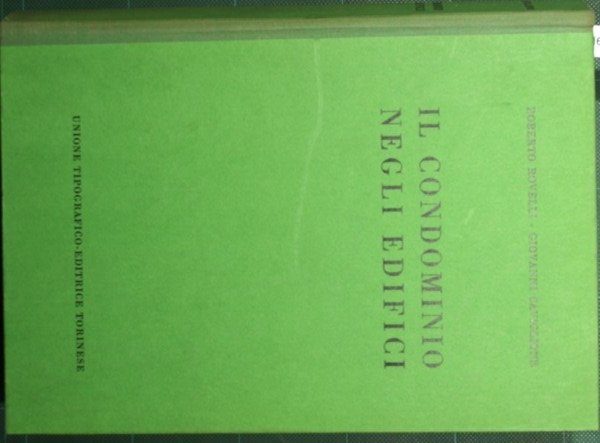 ROBERTO ROVELLI - GIOVANNI
IL CONDOMINIO
NEGLI EDIFICI
UNIONE TIPOGRAFICO-EDITRICE TORINESE